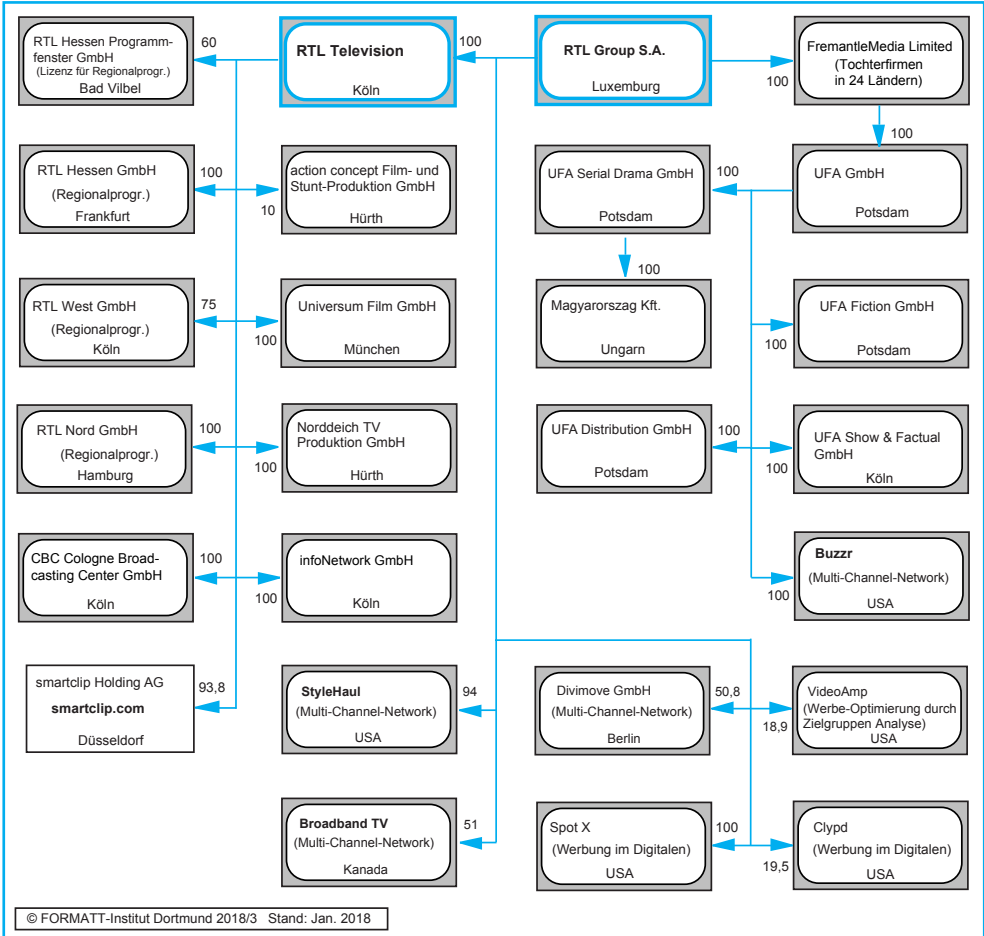 RTL Hessen Programm-
fenster GmbH
(Lizenz für Regionalprogr.)
Bad Vilbel
60
RTL Television
Köln
100
RTL Group S.A.
Luxemburg
100
FremantleMedia Limited
(Tochterfirmen
in 24 Ländern)
100
RTL Hessen GmbH
(Regionalprogr.)
Frankfurt
100
10
action concept Film- und
Stunt-Produktion GmbH
Hürth
UFA Serial Drama GmbH
Potsdam
100
UFA GmbH
Potsdam
100
RTL West GmbH
(Regionalprogr.)
Köln
75
100
Universum Film GmbH
München
Magyarorszag Kft.
Ungarn
100
UFA Fiction GmbH
Potsdam
RTL Nord GmbH
(Regionalprogr.)
Hamburg
100
100
Norddeich TV
Produktion GmbH
Hürth
UFA Distribution GmbH
Potsdam
100
100
UFA Show & Factual
GmbH
Köln
CBC Cologne Broad-
casting Center GmbH
Köln
100
100
infoNetwork GmbH
Köln
100
Buzzr
(Multi-Channel-Network)
USA
smartclip Holding AG
smartclip.com
Düsseldorf
93,8
StyleHaul
(Multi-Channel-Network)
USA
94
Divimove GmbH
(Multi-Channel-Network)
Berlin
50,8
18,9
VideoAmp
(Werbe-Optimierung durch
Zielgruppen Analyse)
USA
Broadband TV
(Multi-Channel-Network)
Kanada
51
Spot X
(Werbung im Digitalen)
USA
100
19,5
Clypd
(Werbung im Digitalen)
USA
© FORMATT-Institut Dortmund 2018/3 Stand: Jan. 2018